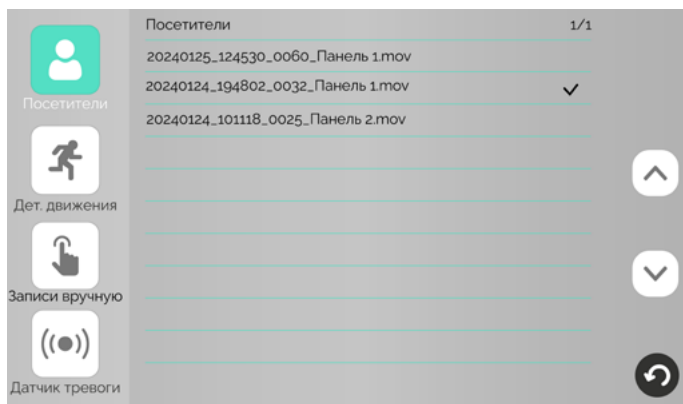 Посетители 1/1
20240125_124530_0060_Панель 1.mov
20240124_194802_0032_Панель 1.mov
20240124_101118_0025_Панель 2.mov
Посетители
Дет. движения
Записи вручную
Датчик тревоги